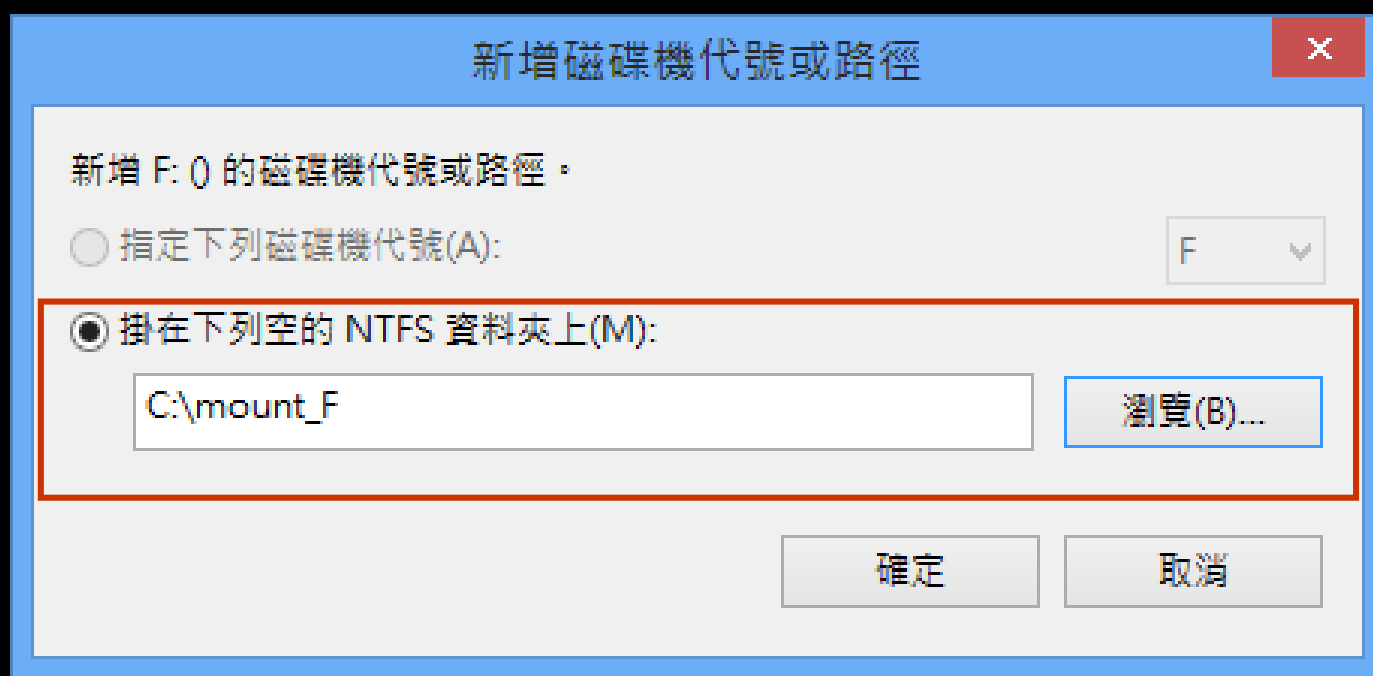 新增磁碟機代號或路徑
新增 F: () 的磁碟機代號或路徑。
指定下列磁碟機代號(A):
F
掛在下列空的 NTFS 資料夾上(M):
C:\mount_F
瀏覽(B)...
確定
取消